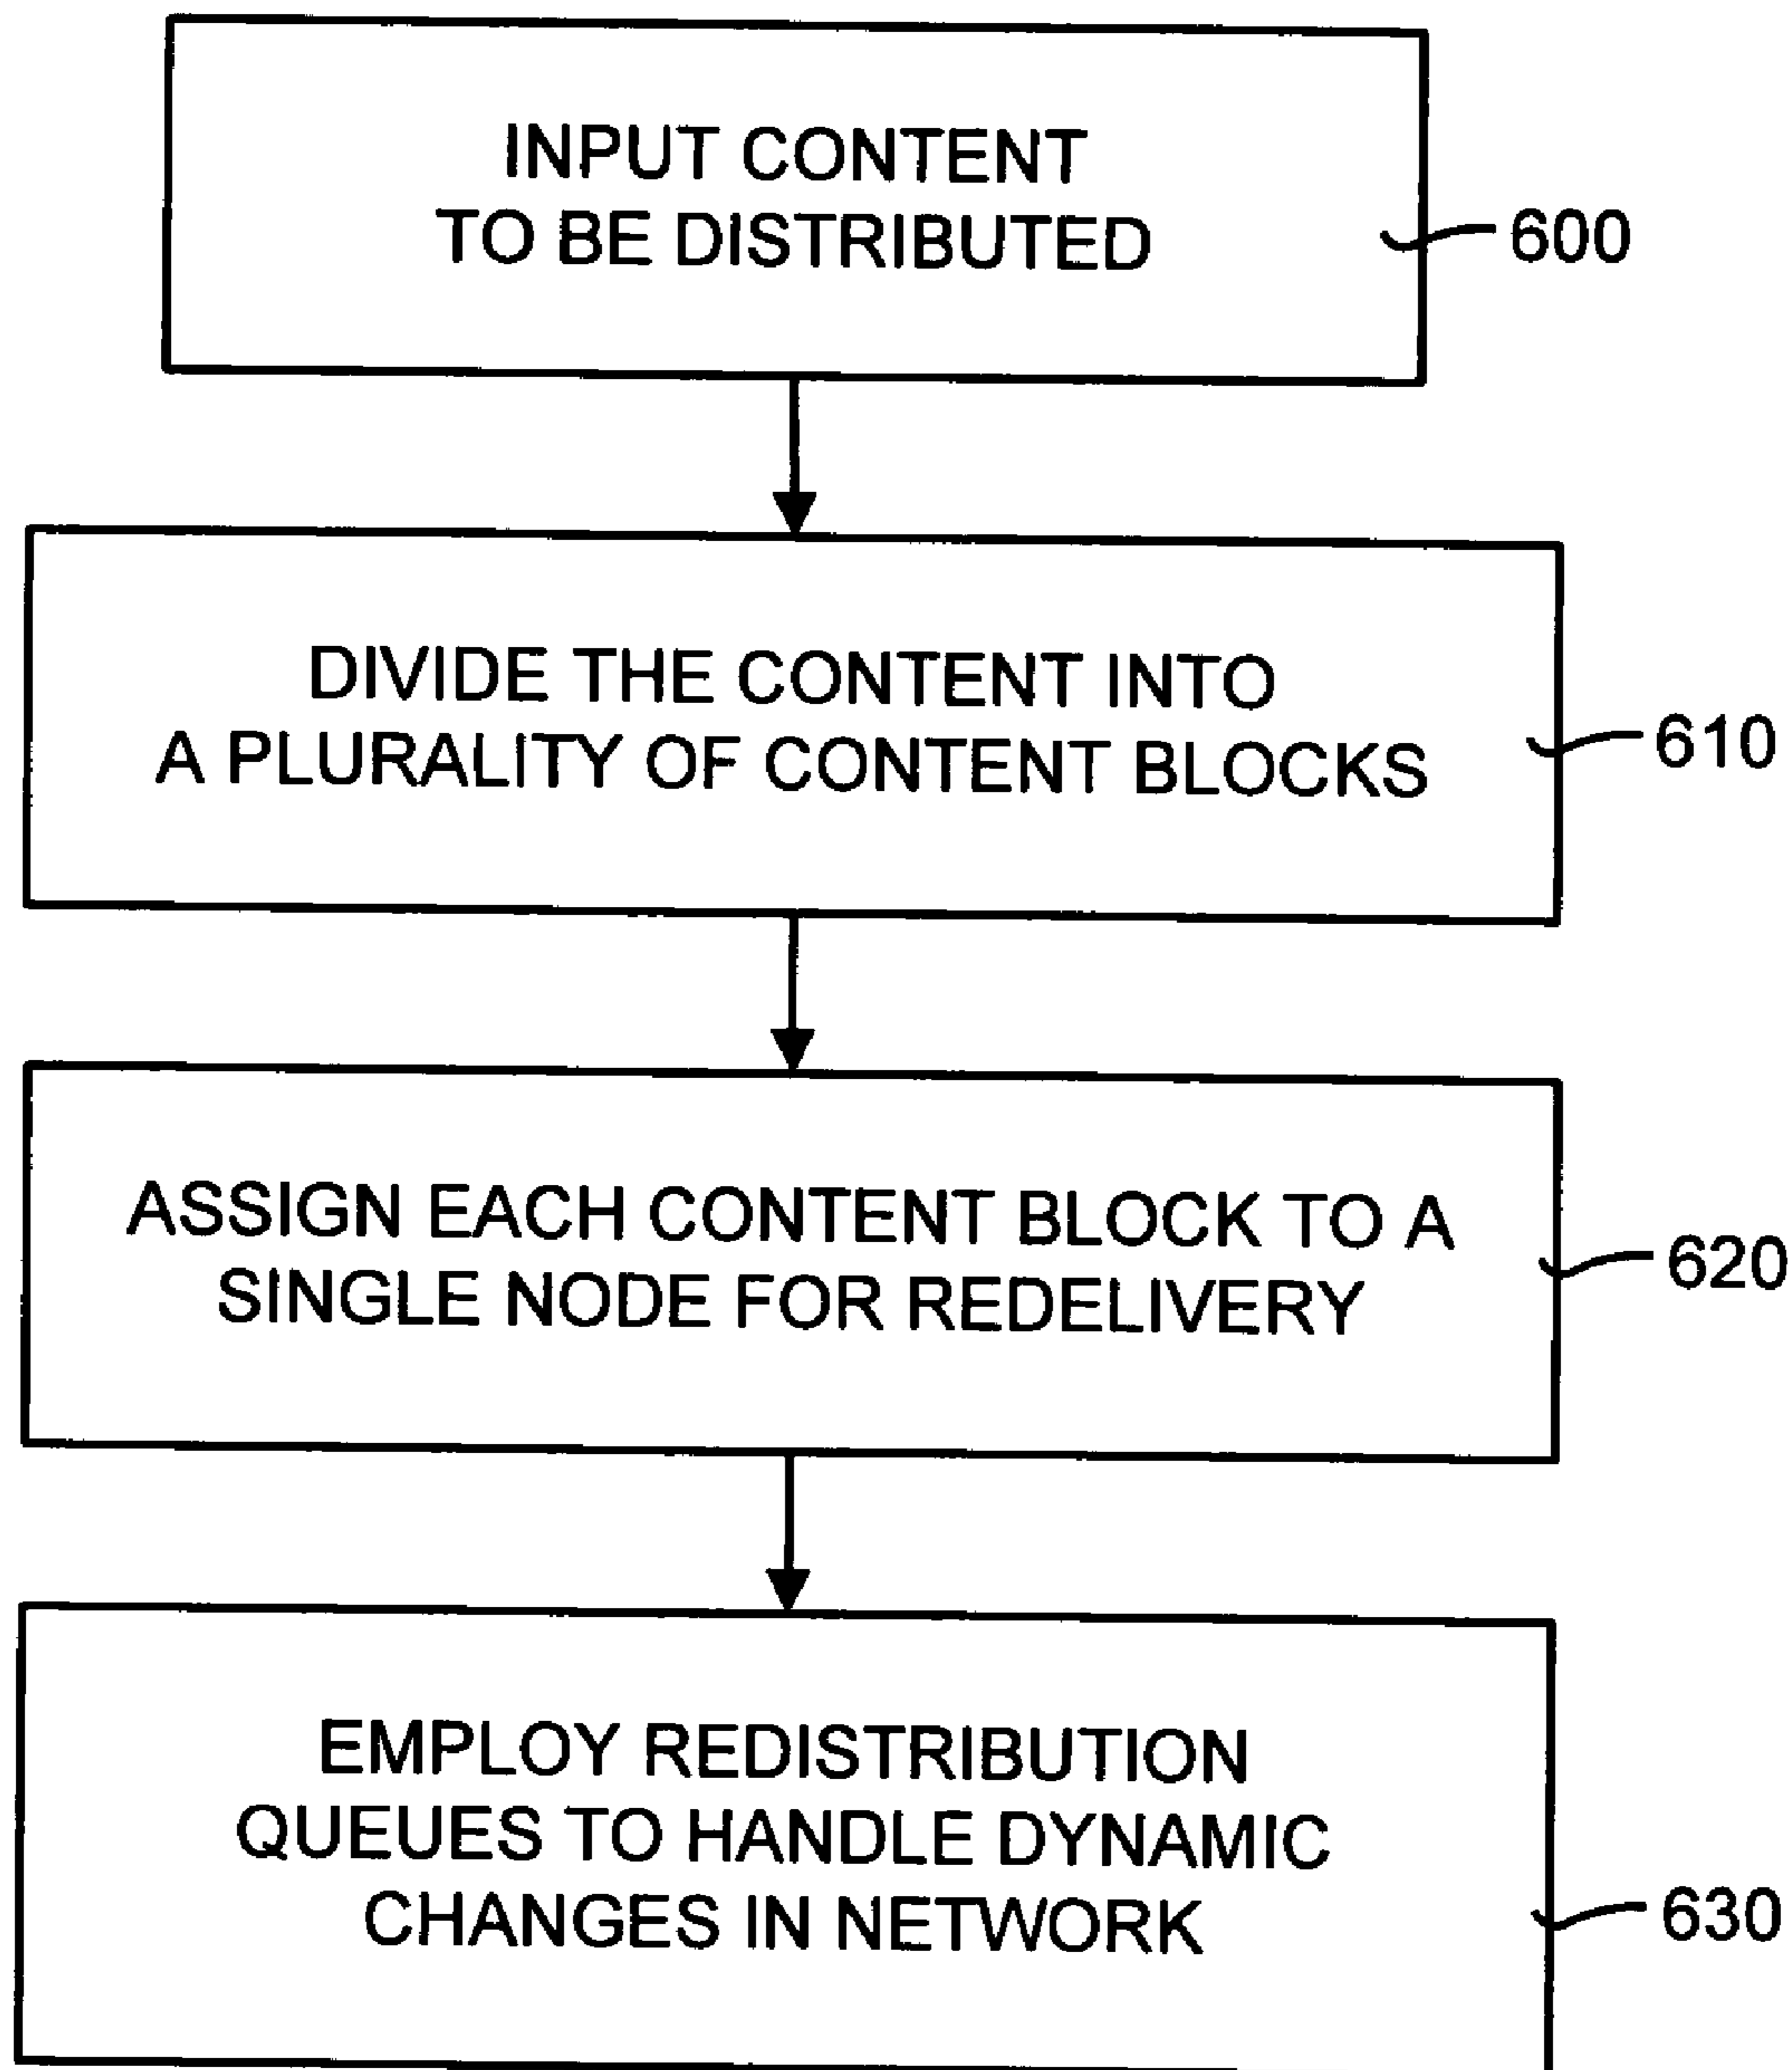 INPUT CONTENT
TO BE DISTRIBUTED
600
DIVIDE THE CONTENT INTO
A PLURALITY OF CONTENT BLOCKS
610
ASSIGN EACH CONTENT BLOCK TO A
SINGLE NODE FOR REDELIVERY
620
EMPLOY REDISTRIBUTION
QUEUES TO HANDLE DYNAMIC
CHANGES IN NETWORK
630